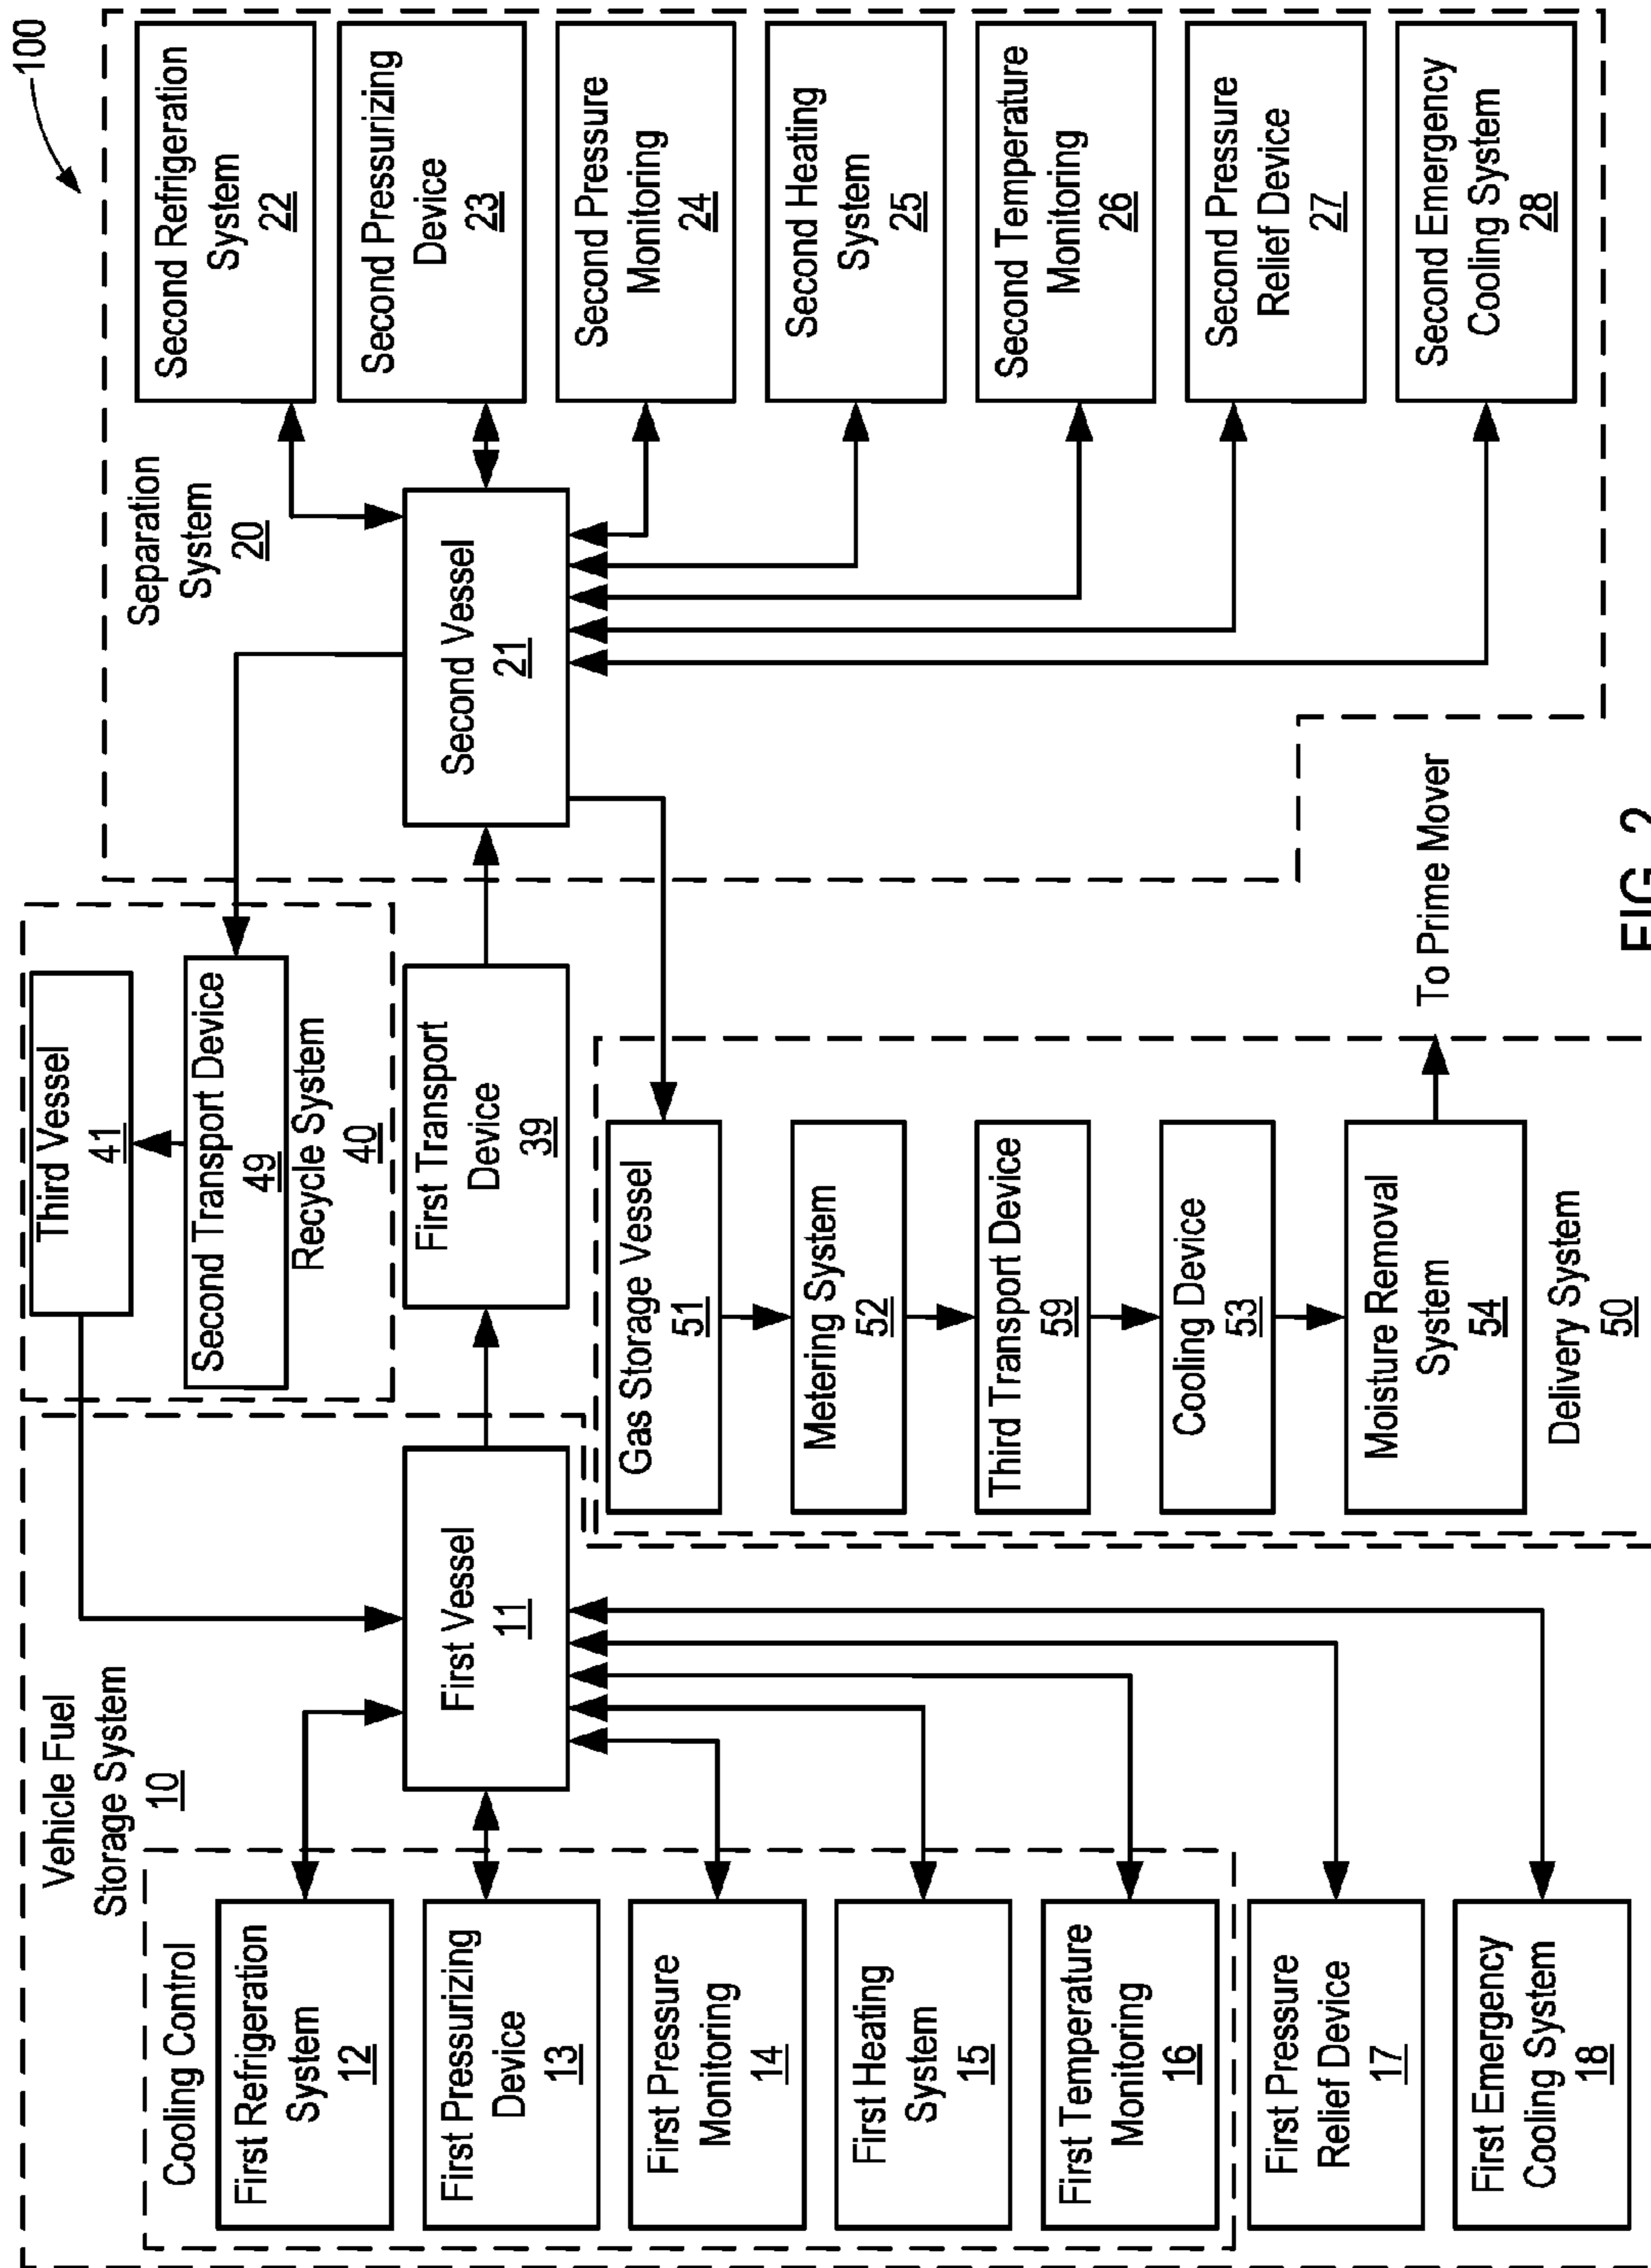 100
Vehicle Fuel
Storage System
10
Cooling Control
First Refrigeration
System
12
First Pressurizing
Device
13
First Pressure
Monitoring
14
First Heating
System
15
First Temperature
Monitoring
16
First Pressure
Relief Device
17
First Emergency
Cooling System
18
First Vessel
11
Third Vessel
41
Second Transport Device
49
Recycle System
40
First Transport
Device
39
Gas Storage Vessel
51
Metering System
52
Third Transport Device
59
Cooling Device
53
Moisture Removal
System
54
Delivery System
50
To Prime Mover
Separation
System
20
Second Vessel
21
Second Refrigeration
System
22
Second Pressurizing
Device
23
Second Pressure
Monitoring
24
Second Heating
System
25
Second Temperature
Monitoring
26
Second Pressure
Relief Device
27
Second Emergency
Cooling System
28
FIG. 2